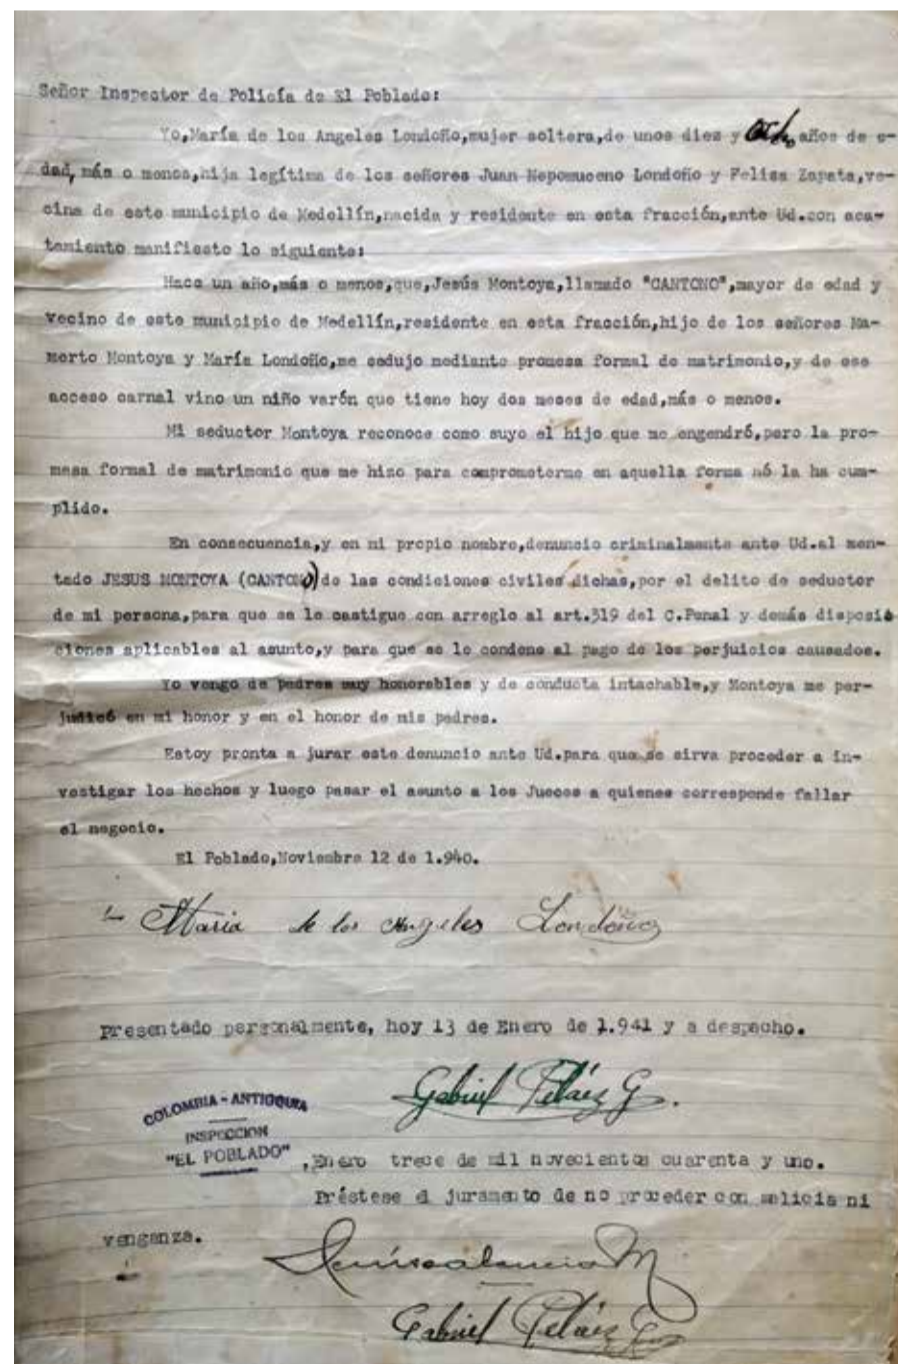 Señor Inspector de Policía de El Poblado:
Yo,María de los Angeles Londoño,mujer soltera,de unos diez y ocho años de e-
dad, más o menos,hija legítima de los señores Juan Nepomuceno Londoño y Felisa Zapata,ve-
cina de este municipio de Medellín,nacida y residente en esta fracción,ante Ud.con aca-
tamiento manifiesto lo siguiente:
Hace un año,más o menos,que,Jesús Montoya,llamado "CANTONO",mayor de edad y
vecino de este municipio de Medellín,residente en esta fracción,hijo de los señores Ma-
merto Montoya y María Londoño,me sedujo mediante promesa formal de matrimonio,y de ese
acceso carnal vino un niño varón que tiene hoy dos meses de edad,más o menos.
Mi seductor Montoya reconoce como suyo el hijo que me engendró,pero la pro-
mesa formal de matrimonio que me hizo para comprometerme en aquella forma nó la ha cum-
plido.
En consecuencia,y en mi propio nombre,denuncio criminalmente ante Ud.al men-
tado JESUS MONTOYA (CANTONO) de las condiciones civiles dichas,por el delito de seductor
de mi persona,para que se le castigue con arreglo al art.319 del C.Penal y demás disposi
ciones aplicables al asunto,y para que se le condene al pago de los perjuicios causados.
Yo vengo de padres muy honorables y de conducta intachable,y Montoya me per-
judicó en mi honor y en el honor de mis padres.
Estoy pronta a jurar este denuncio ante Ud.para que se sirva proceder a in-
vestigar los hechos y luego pasar el asunto a los Jueces a quienes corresponde fallar
el negocio.
El Poblado,Noviembre 12 de 1.940.
Maria de los Angeles Londoño
Presentado personalmente, hoy 13 de Enero de 1.941 y a despacho.
Gabriel Peláez G.
COLOMBIA - ANTIOQUIA
INSPECCION
"EL POBLADO"
,Enero trece de mil novecientos cuarenta y uno.
Préstese el juramento de no proceder con malicia ni
venganza.
Gabriel Peláez G